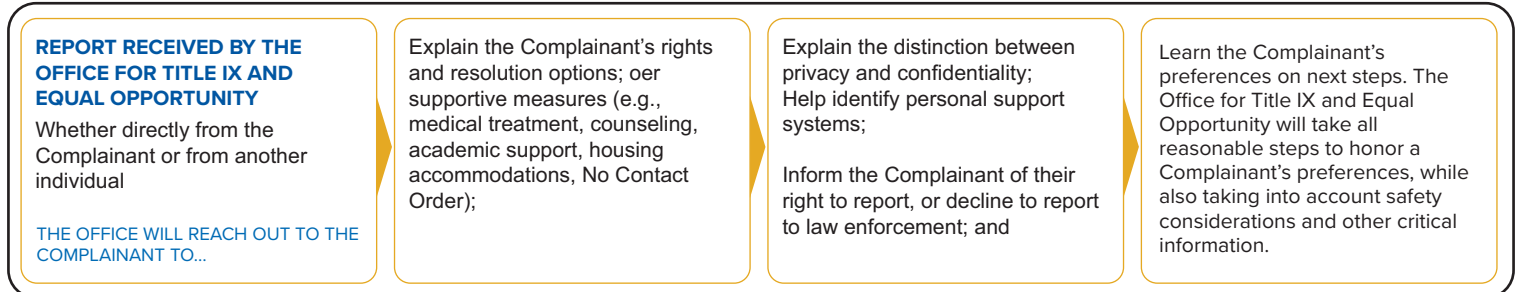 REPORT RECEIVED BY THE
OFFICE FOR TITLE IX AND
EQUAL OPPORTUNITY
Whether directly from the
Complainant or from another
individual
THE OFFICE WILL REACH OUT TO THE
COMPLAINANT TO...
Explain the Complainant's rights
and resolution options; oer
supportive measures (e.g.,
medical treatment, counseling,
academic support, housing
accommodations, No Contact
Order);
Explain the distinction between
privacy and confidentiality;
Help identify personal support
systems;
Inform the Complainant of their
right to report, or decline to report
to law enforcement; and
Learn the Complainant's
preferences on next steps. The
Office for Title IX and Equal
Opportunity will take all
reasonable steps to honor a
Complainant's preferences, while
also taking into account safety
considerations and other critical
information.